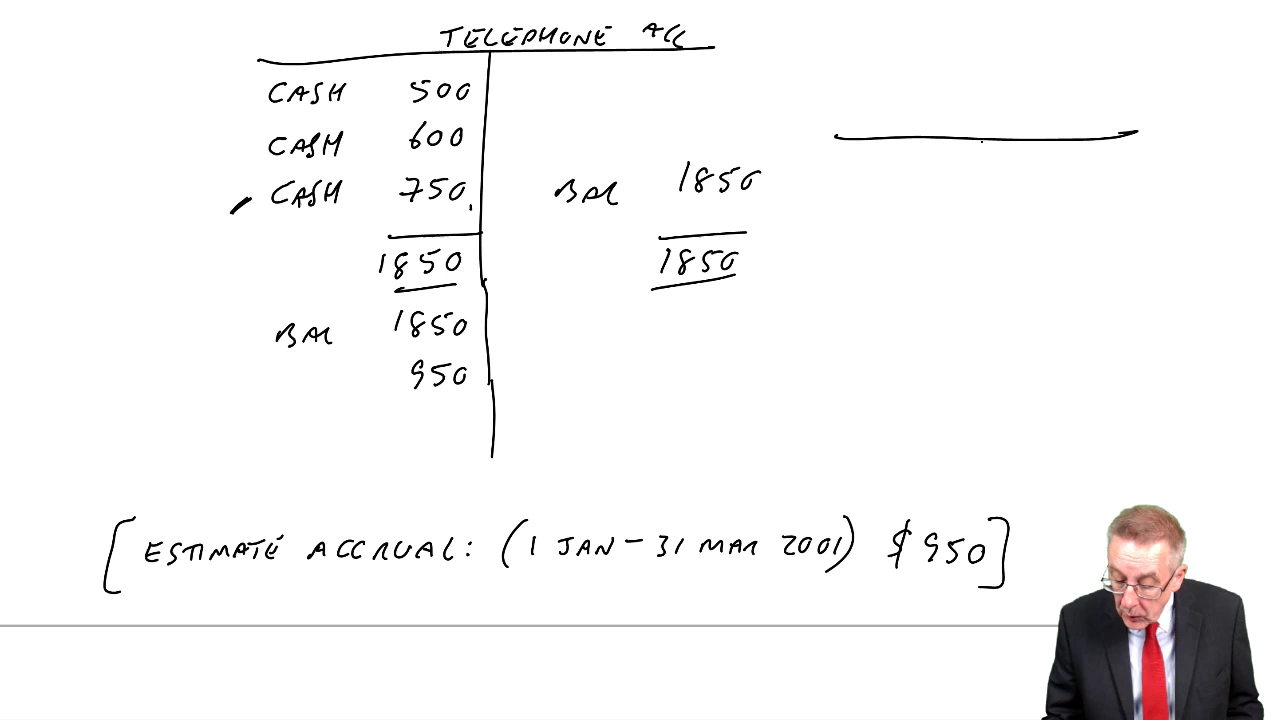 TELEPHONE ACC
CASH 500
CASH 600
CASH 750
BAL 1850
1850 1850
BAL 1850
950
[ESTIMATE ACCRUAL: (1 JAN - 31 MAR 2001) $950]